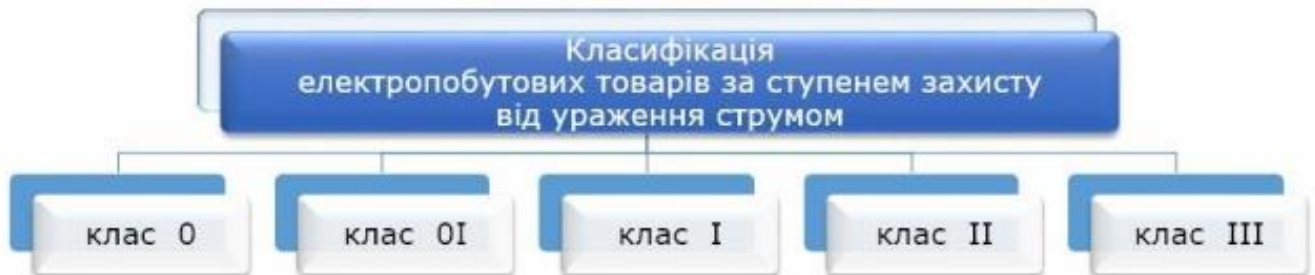 Класифікація
електропобутових товарів за ступенем захисту
від ураження струмом
клас 0
клас 0I
клас I
клас II
клас III